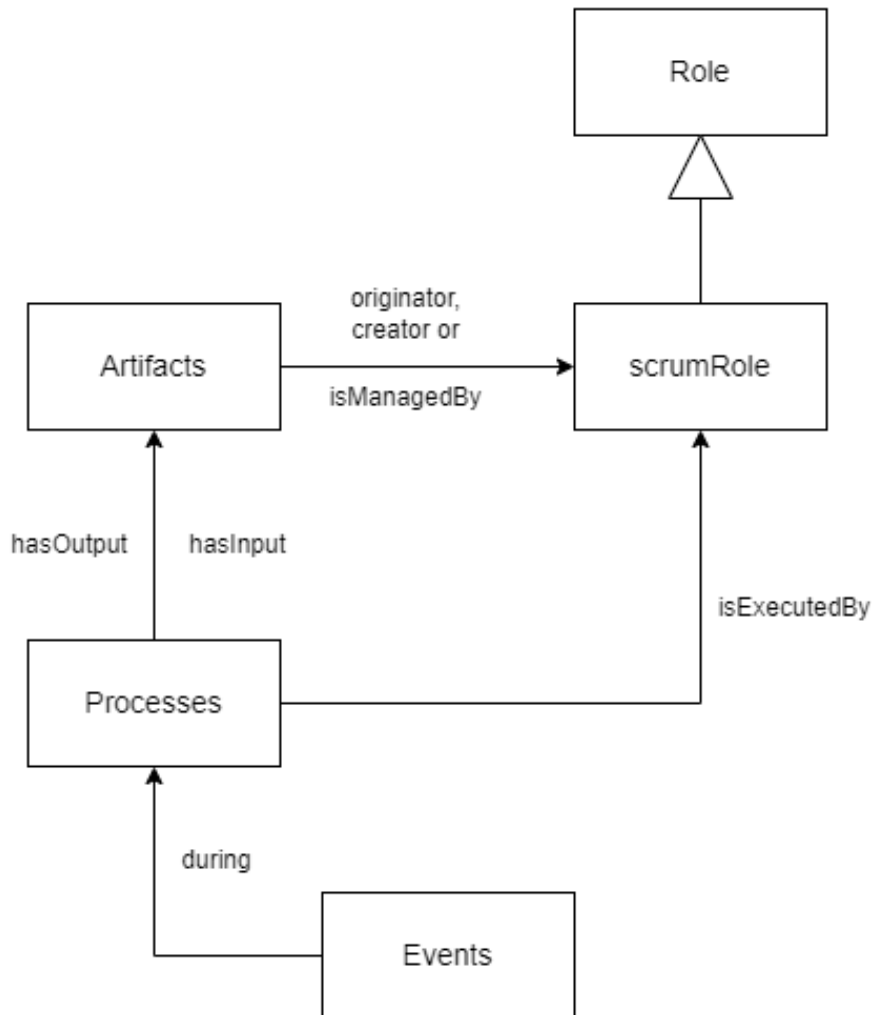 Role
originator,
creator or
Artifacts
scrumRole
isManagedBy
hasOutput
hasInput
isExecutedBy
Processes
during
Events